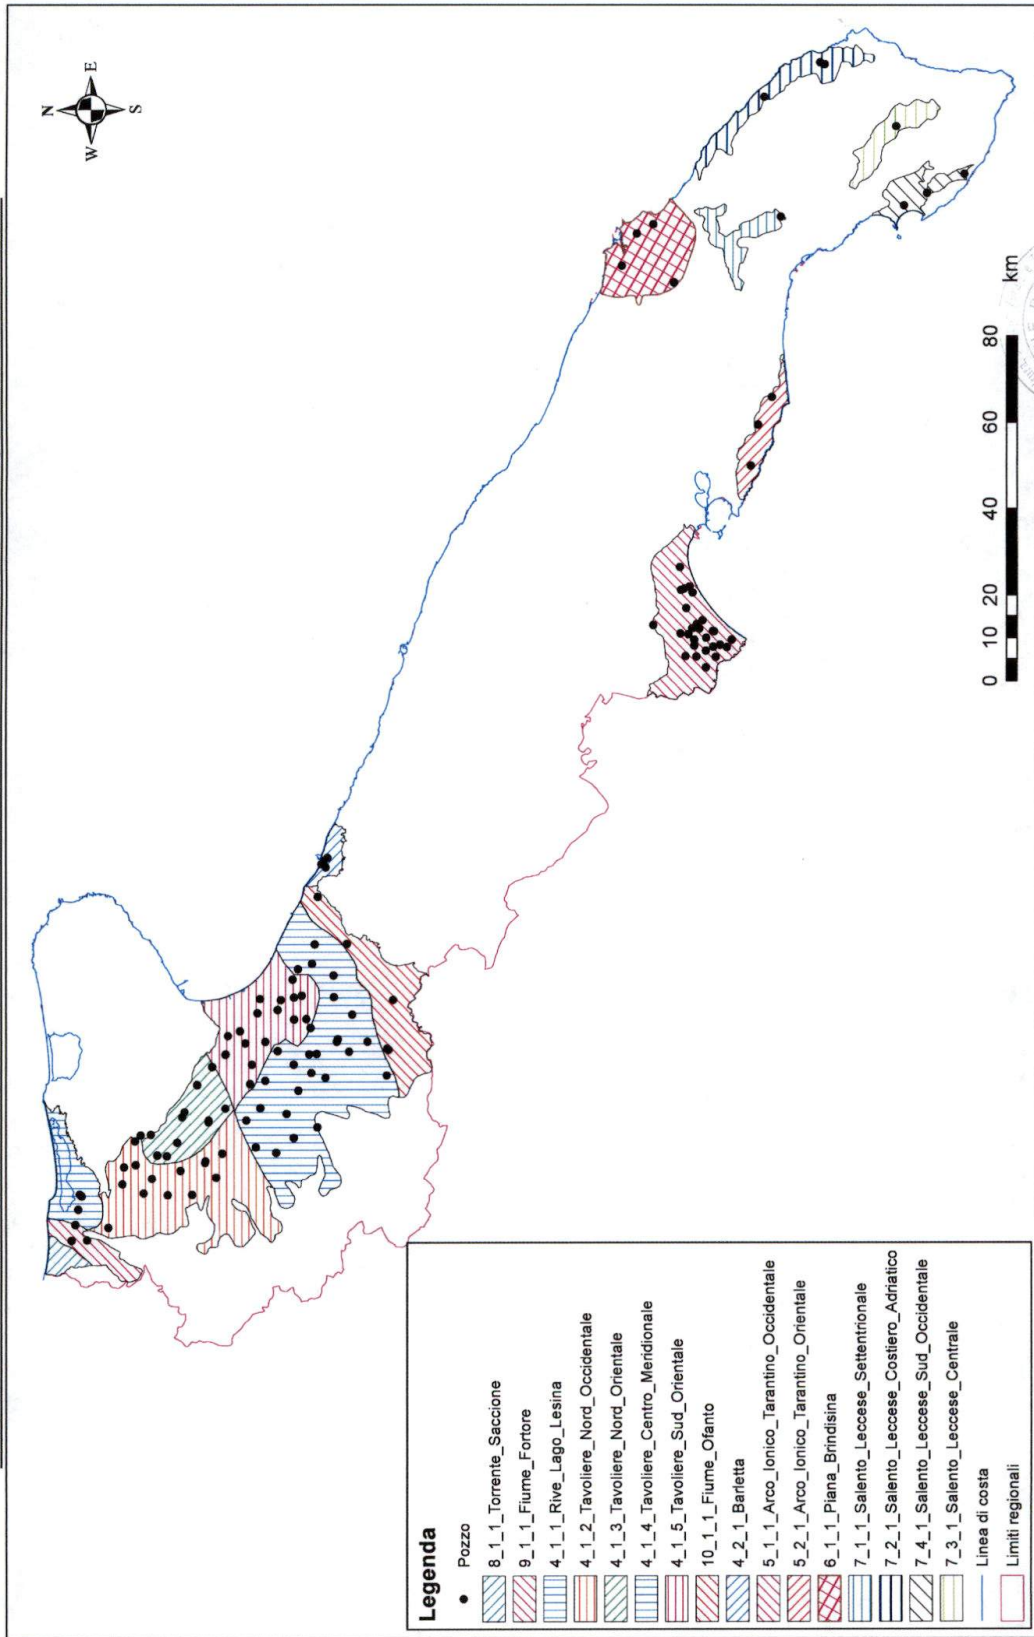 N
W
E
S
Legenda
Pozzo
8_1_1_Torrente_Saccione
9_1_1_Fiume_Fortore
4_1_1_Rive_Lago_Lesina
4_1_2_Tavoliere_Nord_Occidentale
4_1_3_Tavoliere_Nord_Orientale
4_1_4_Tavoliere_Centro_Meridionale
4_1_5_Tavoliere_Sud_Orientale
10_1_1_Fiume_Ofanto
4_2_1_Barletta
5_1_1_Arco_Ionico_Tarantino_Occidentale
5_2_1_Arco_Ionico_Tarantino_Orientale
6_1_1_Piana_Brindisina
7_1_1_Salento_Leccese_Settentrionale
7_2_1_Salento_Leccese_Costiero_Adriatico
7_4_1_Salento_Leccese_Sud_Occidentale
7_3_1_Salento_Leccese_Centrale
Linea di costa
Limiti regionali
0 10 20 40 60 80
km